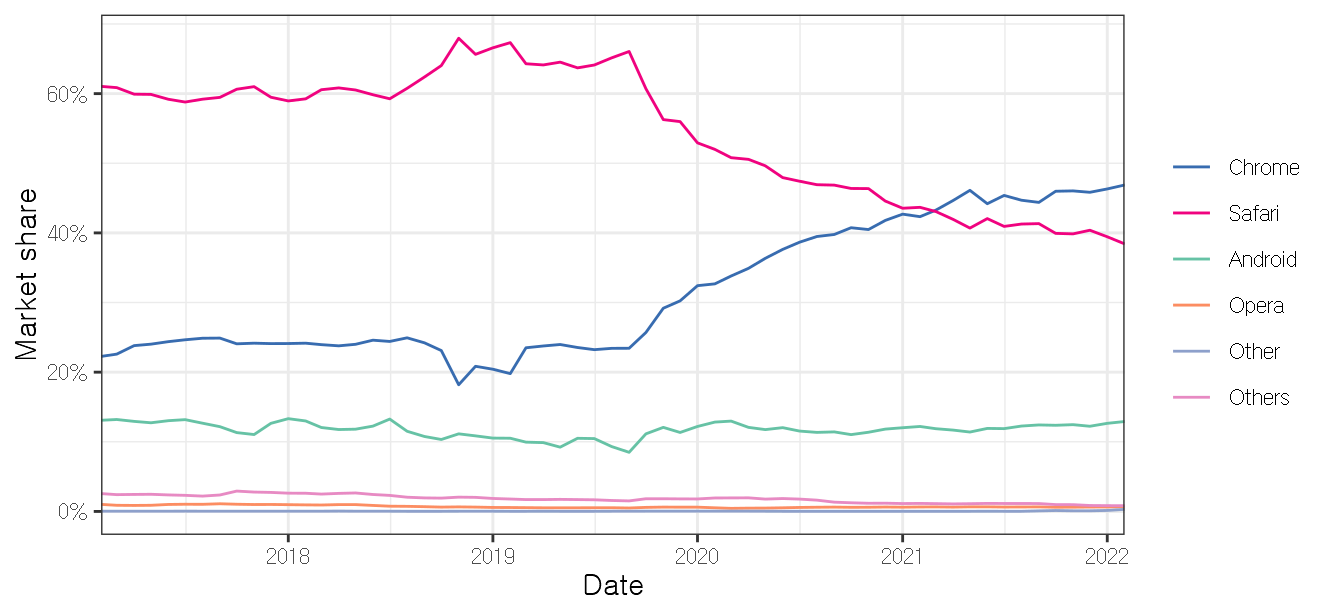 Market share
60%
40%
20%
0%
2018 2019 2020 2021 2022
Date
Chrome
Safari
Android
Opera
Other
Others